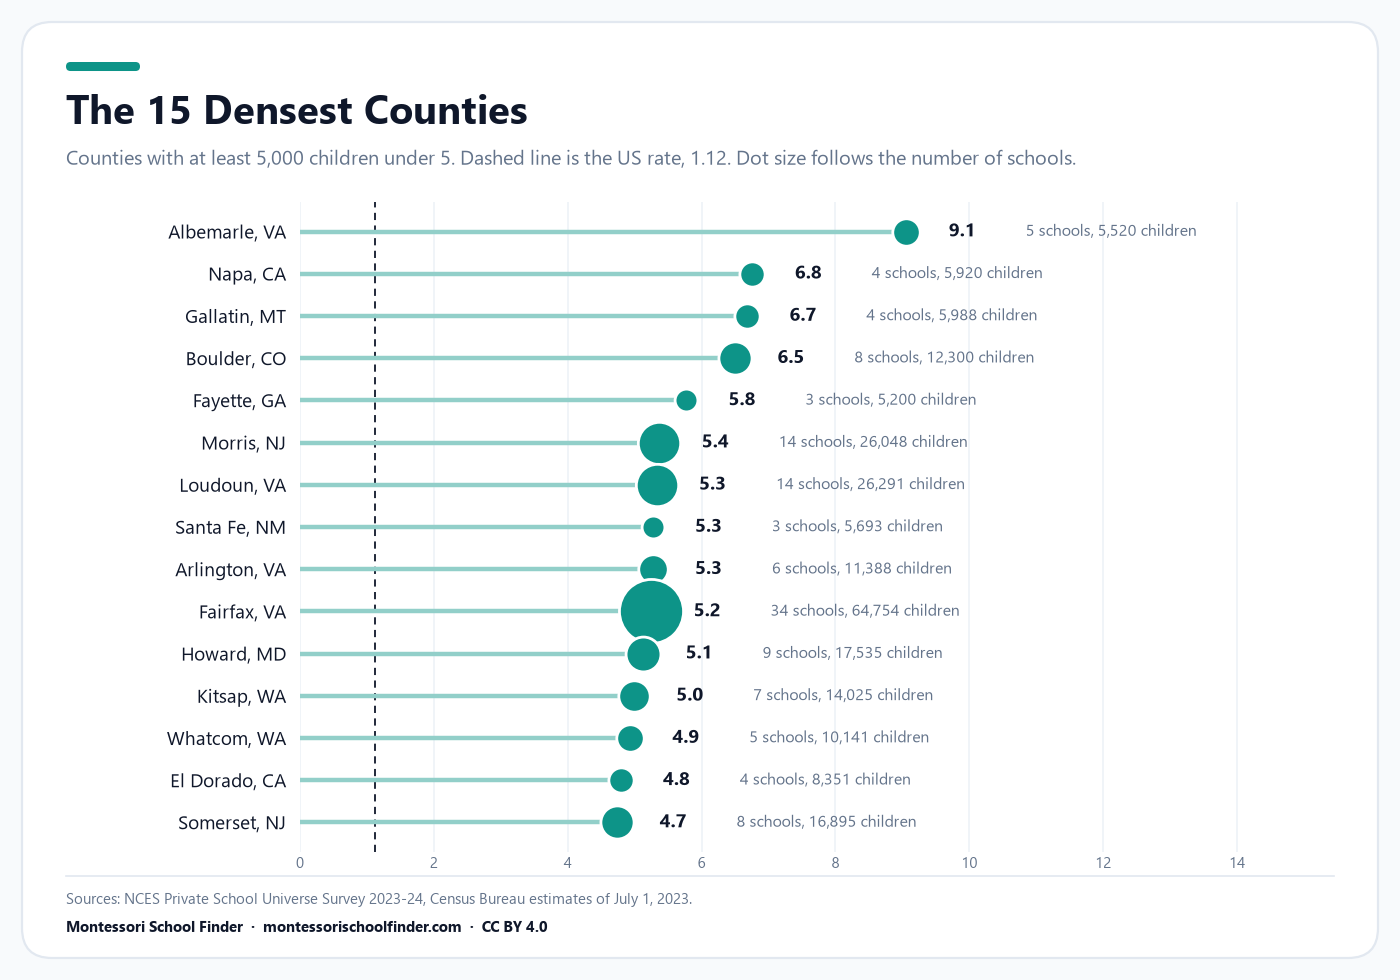 The 15 Densest Counties
Counties with at least 5,000 children under 5. Dashed line is the US rate, 1.12. Dot size follows the number of schools.
Albemarle, VA 9.1 5 schools, 5,520 children
Napa, CA 6.8 4 schools, 5,920 children
Gallatin, MT 6.7 4 schools, 5,988 children
Boulder, CO 6.5 8 schools, 12,300 children
Fayette, GA 5.8 3 schools, 5,200 children
Morris, NJ 5.4 14 schools, 26,048 children
Loudoun, VA 5.3 14 schools, 26,291 children
Santa Fe, NM 5.3 3 schools, 5,693 children
Arlington, VA 5.3 6 schools, 11,388 children
Fairfax, VA 5.2 34 schools, 64,754 children
Howard, MD 5.1 9 schools, 17,535 children
Kitsap, WA 5.0 7 schools, 14,025 children
Whatcom, WA 4.9 5 schools, 10,141 children
El Dorado, CA 4.8 4 schools, 8,351 children
Somerset, NJ 4.7 8 schools, 16,895 children
0 2 4 6 8 10 12 14
Sources: NCES Private School Universe Survey 2023-24, Census Bureau estimates of July 1, 2023.
Montessori School Finder · montessorischoolfinder.com · CC BY 4.0